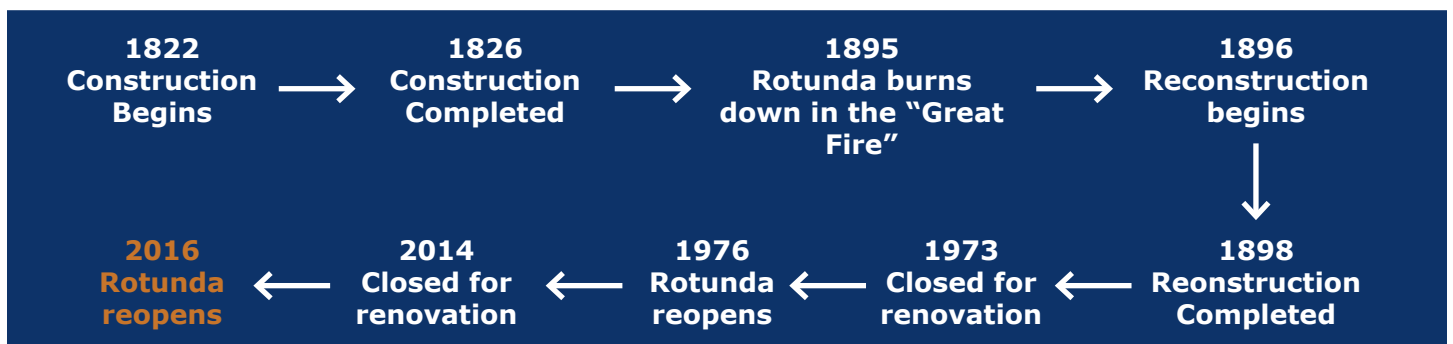 1822
Construction
Begins
1826
Construction
Completed
1895
Rotunda burns
down in the “Great
Fire”
1896
Reconstruction
begins
1898
Reonstruction
Completed
1973
Closed for
renovation
1976
Rotunda
reopens
2014
Closed for
renovation
2016
Rotunda
reopens